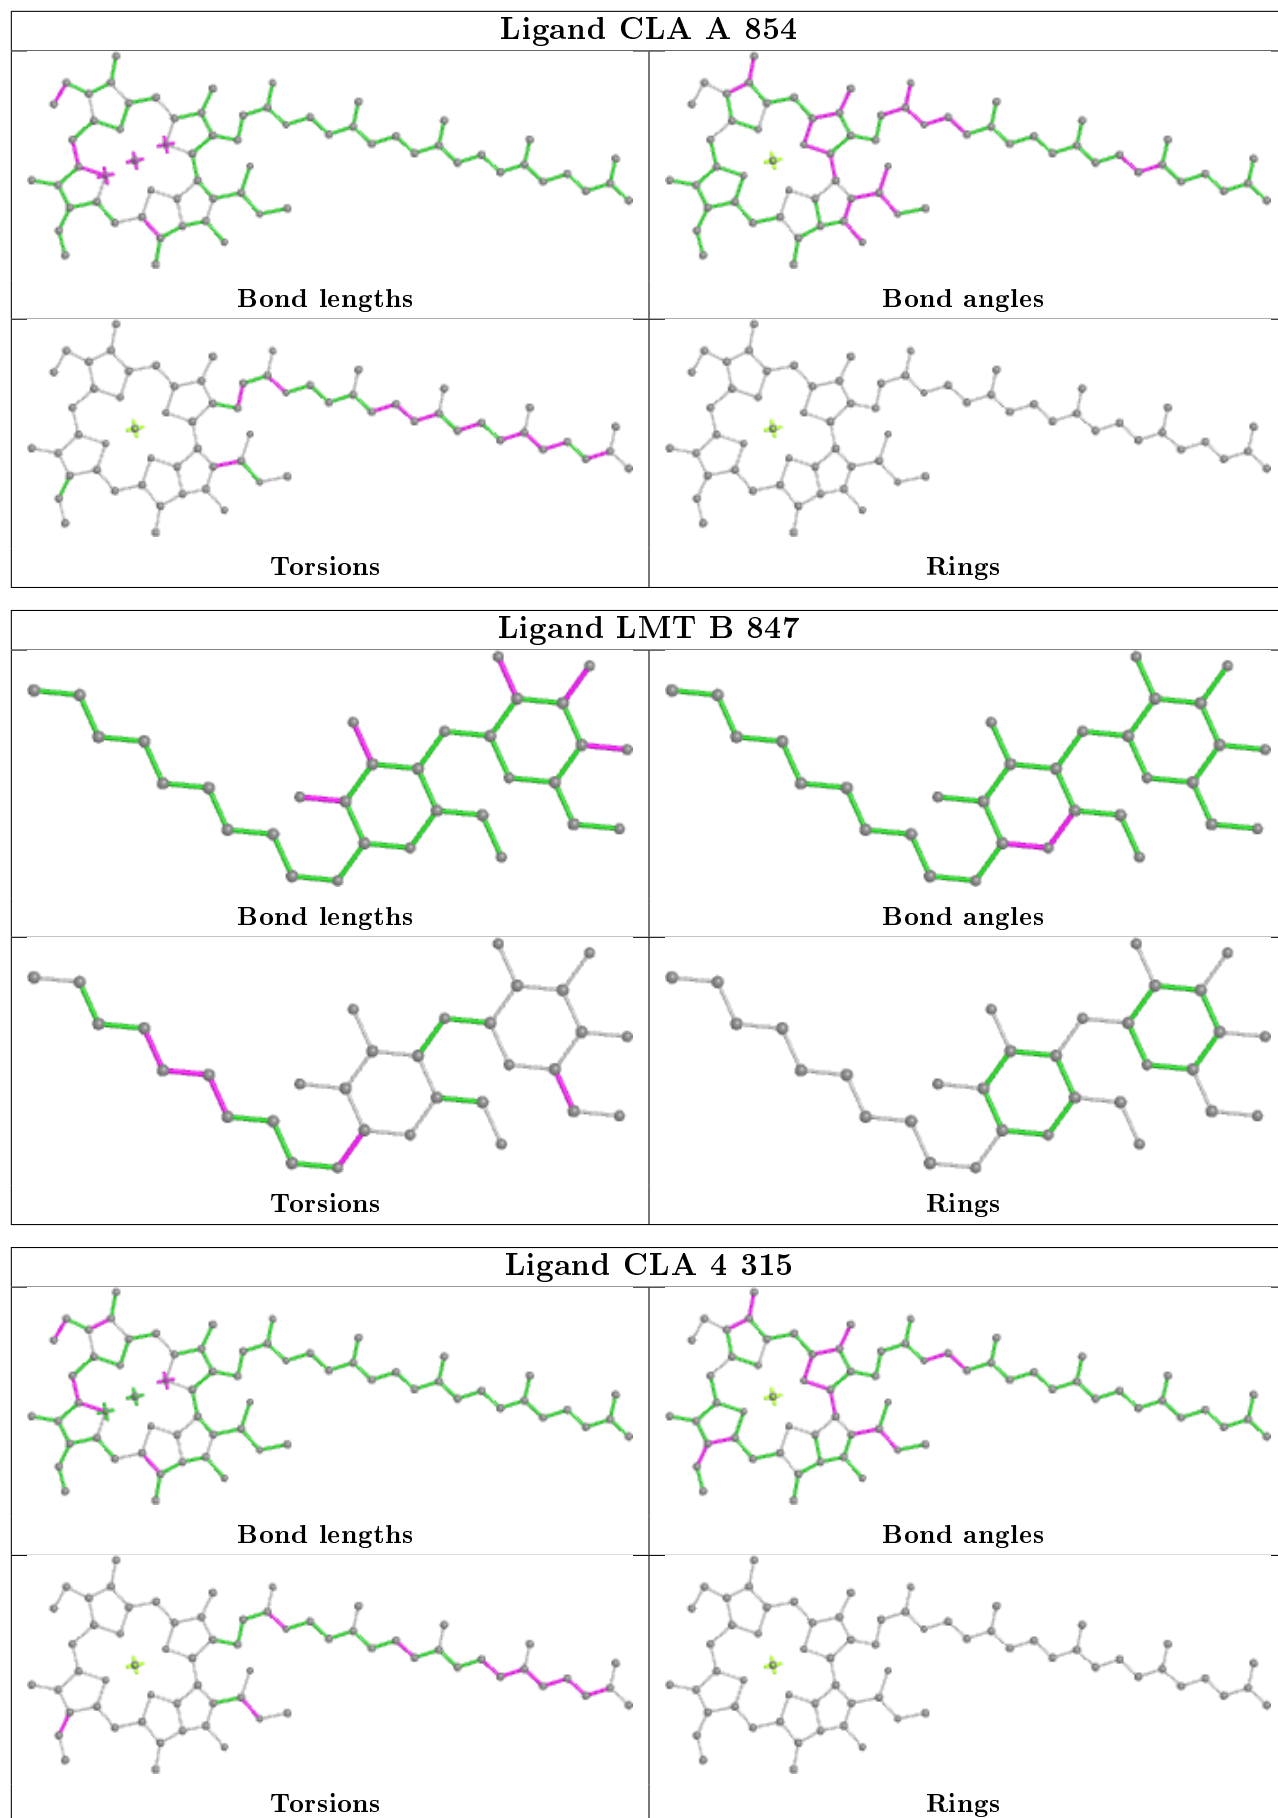 Ligand CLA A 854
Bond lengths
Bond angles
Torsions
Rings
Ligand LMT B 847
Bond lengths
Bond angles
Torsions
Rings
Ligand CLA 4 315
Bond lengths
Bond angles
Torsions
Rings